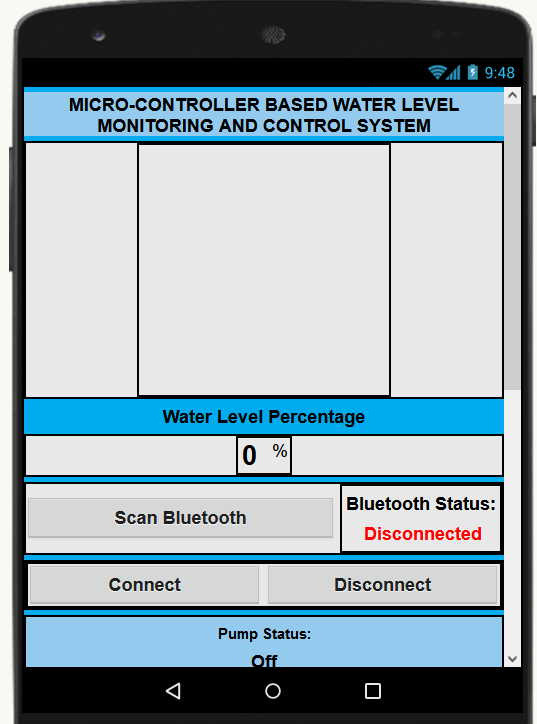 9:48
MICRO-CONTROLLER BASED WATER LEVEL
MONITORING AND CONTROL SYSTEM
Water Level Percentage
0 %
Scan Bluetooth
Bluetooth Status:
Disconnected
Connect
Disconnect
Pump Status:
Off